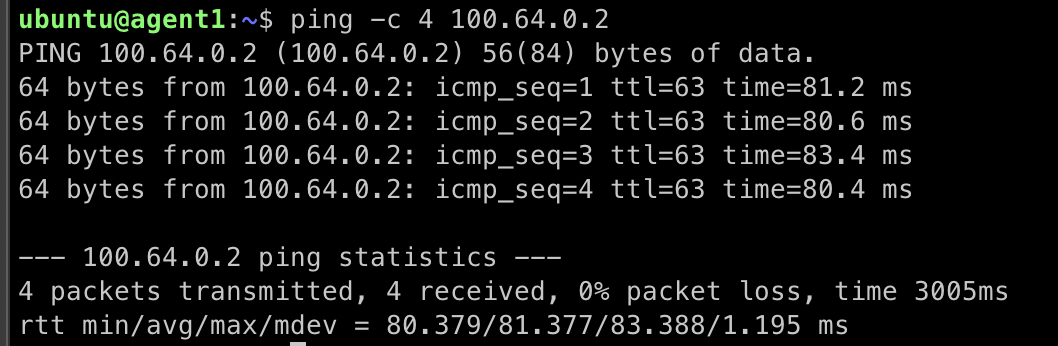 ubuntu@agent1:~$ ping -c 4 100.64.0.2
PING 100.64.0.2 (100.64.0.2) 56(84) bytes of data.
64 bytes from 100.64.0.2: icmp_seq=1 ttl=63 time=81.2 ms
64 bytes from 100.64.0.2: icmp_seq=2 ttl=63 time=80.6 ms
64 bytes from 100.64.0.2: icmp_seq=3 ttl=63 time=83.4 ms
64 bytes from 100.64.0.2: icmp_seq=4 ttl=63 time=80.4 ms

--- 100.64.0.2 ping statistics ---
4 packets transmitted, 4 received, 0% packet loss, time 3005ms
rtt min/avg/max/mdev = 80.379/81.377/83.388/1.195 ms